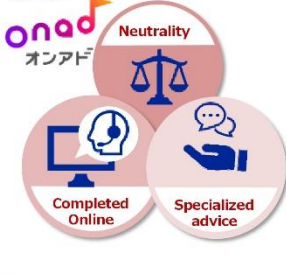 onad
オンアド
Neutrality
Completed
Online
Specialized
advice